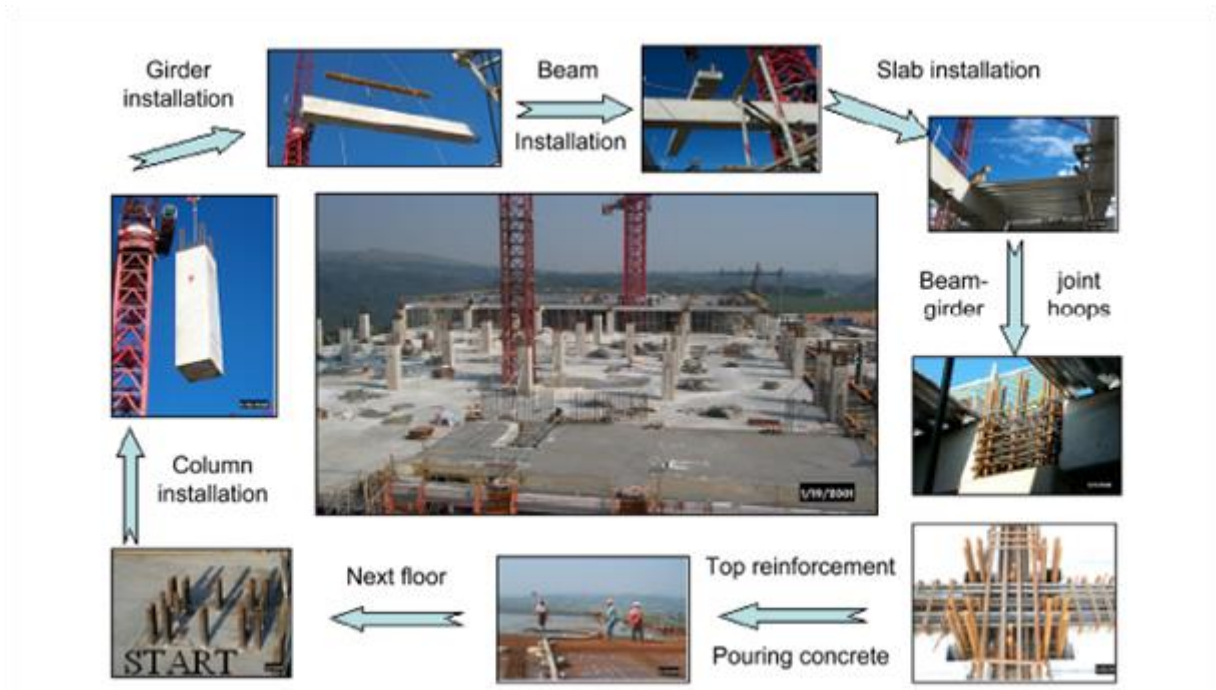 Girder
installation
Beam
Installation
Slab installation
Beam-
girder
joint
hoops
Top reinforcement
Pouring concrete
Next floor
START
Column
installation
1/19/2001